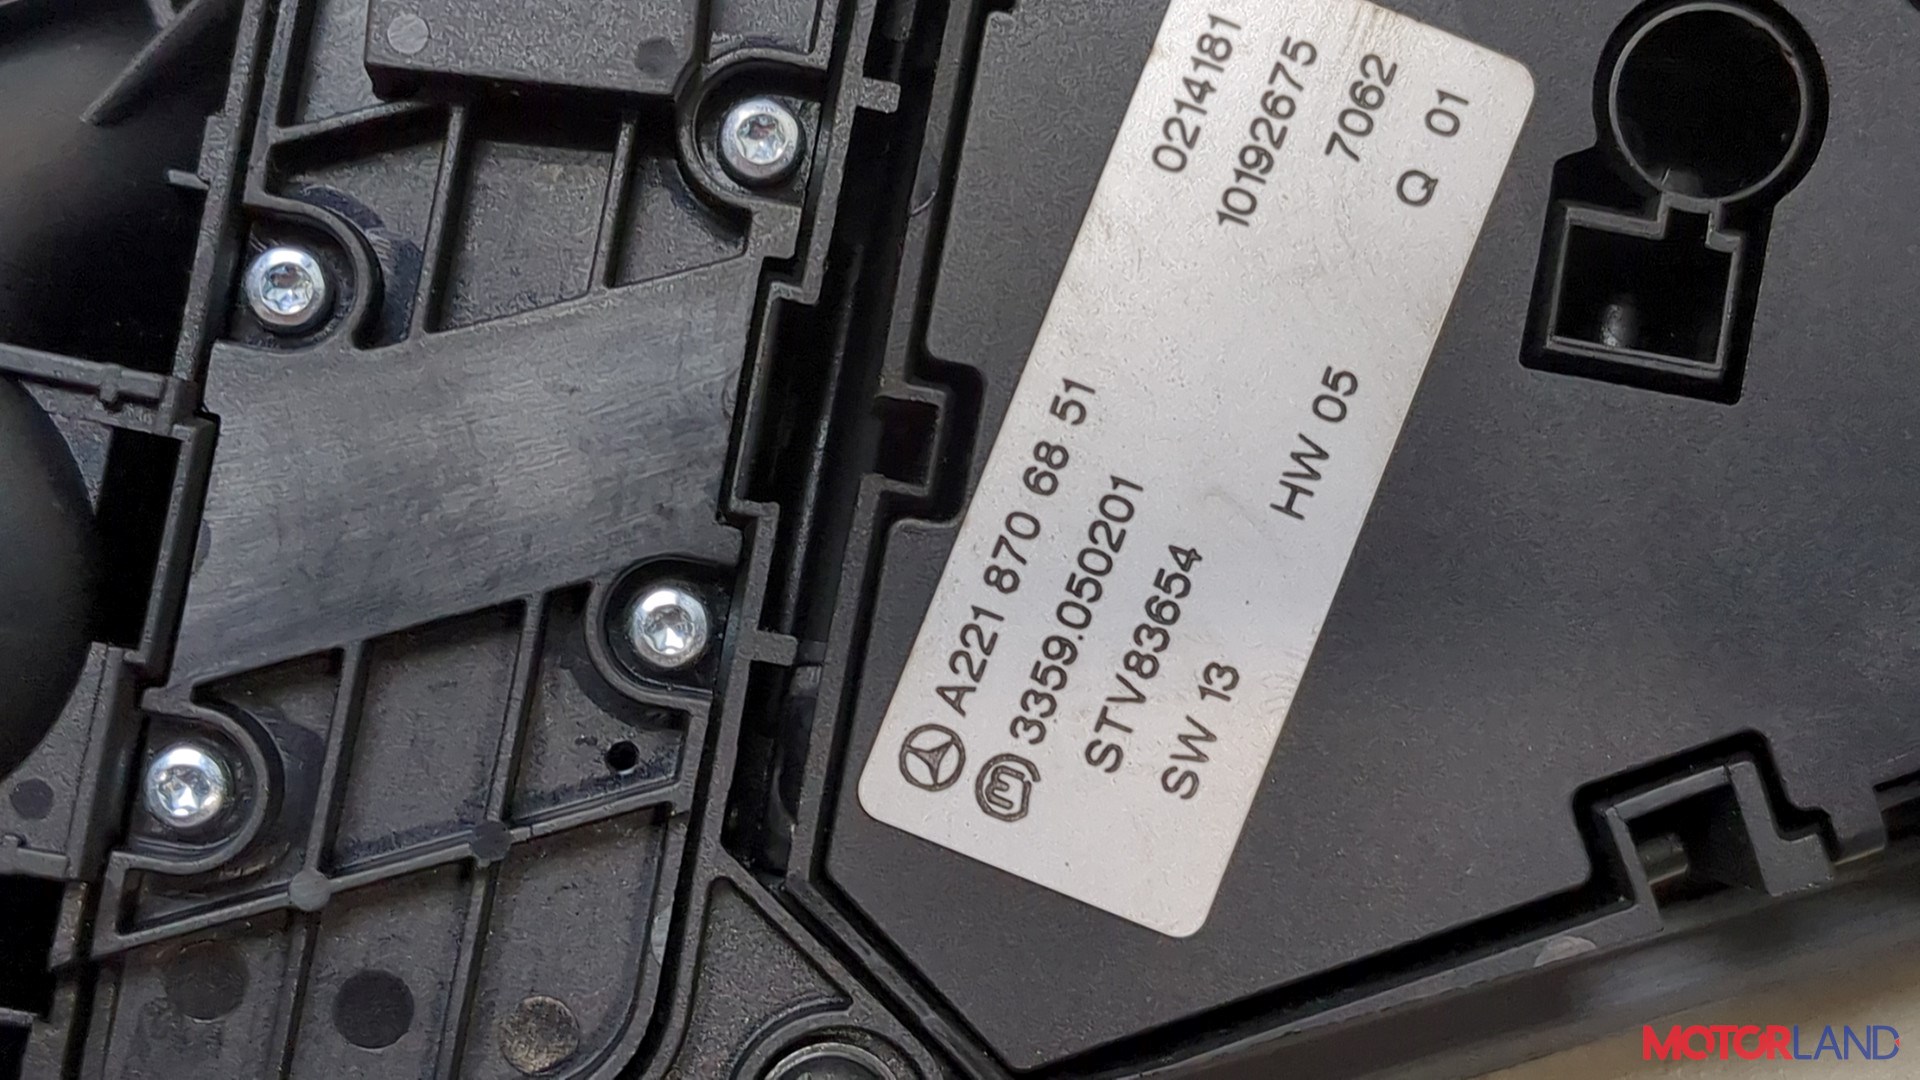 A221 870 68 51 0214181
3359.050201 10192675
STV83654 7062
SW 13 HW 05 Q 01
MOTORLAND